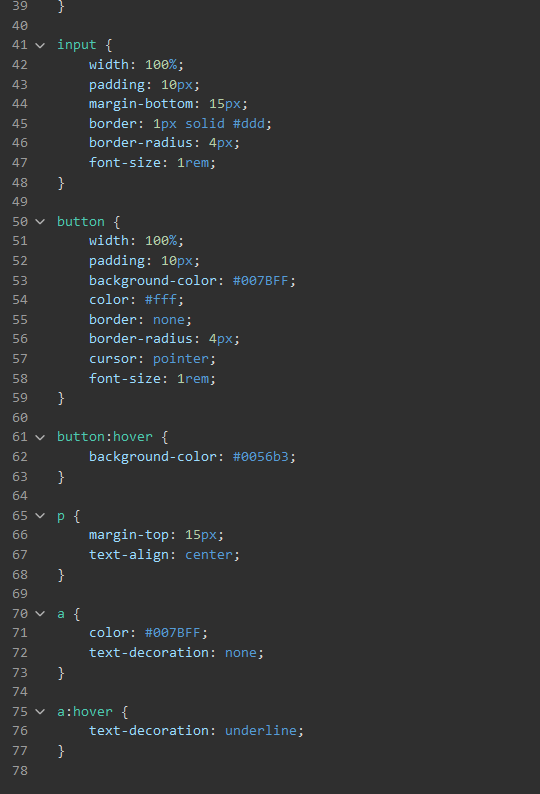 39 }
40
41 input {
42     width: 100%;
43     padding: 10px;
44     margin-bottom: 15px;
45     border: 1px solid #ddd;
46     border-radius: 4px;
47     font-size: 1rem;
48 }
49
50 button {
51     width: 100%;
52     padding: 10px;
53     background-color: #007BFF;
54     color: #fff;
55     border: none;
56     border-radius: 4px;
57     cursor: pointer;
58     font-size: 1rem;
59 }
60
61 button:hover {
62     background-color: #0056b3;
63 }
64
65 p {
66     margin-top: 15px;
67     text-align: center;
68 }
69
70 a {
71     color: #007BFF;
72     text-decoration: none;
73 }
74
75 a:hover {
76     text-decoration: underline;
77 }
78